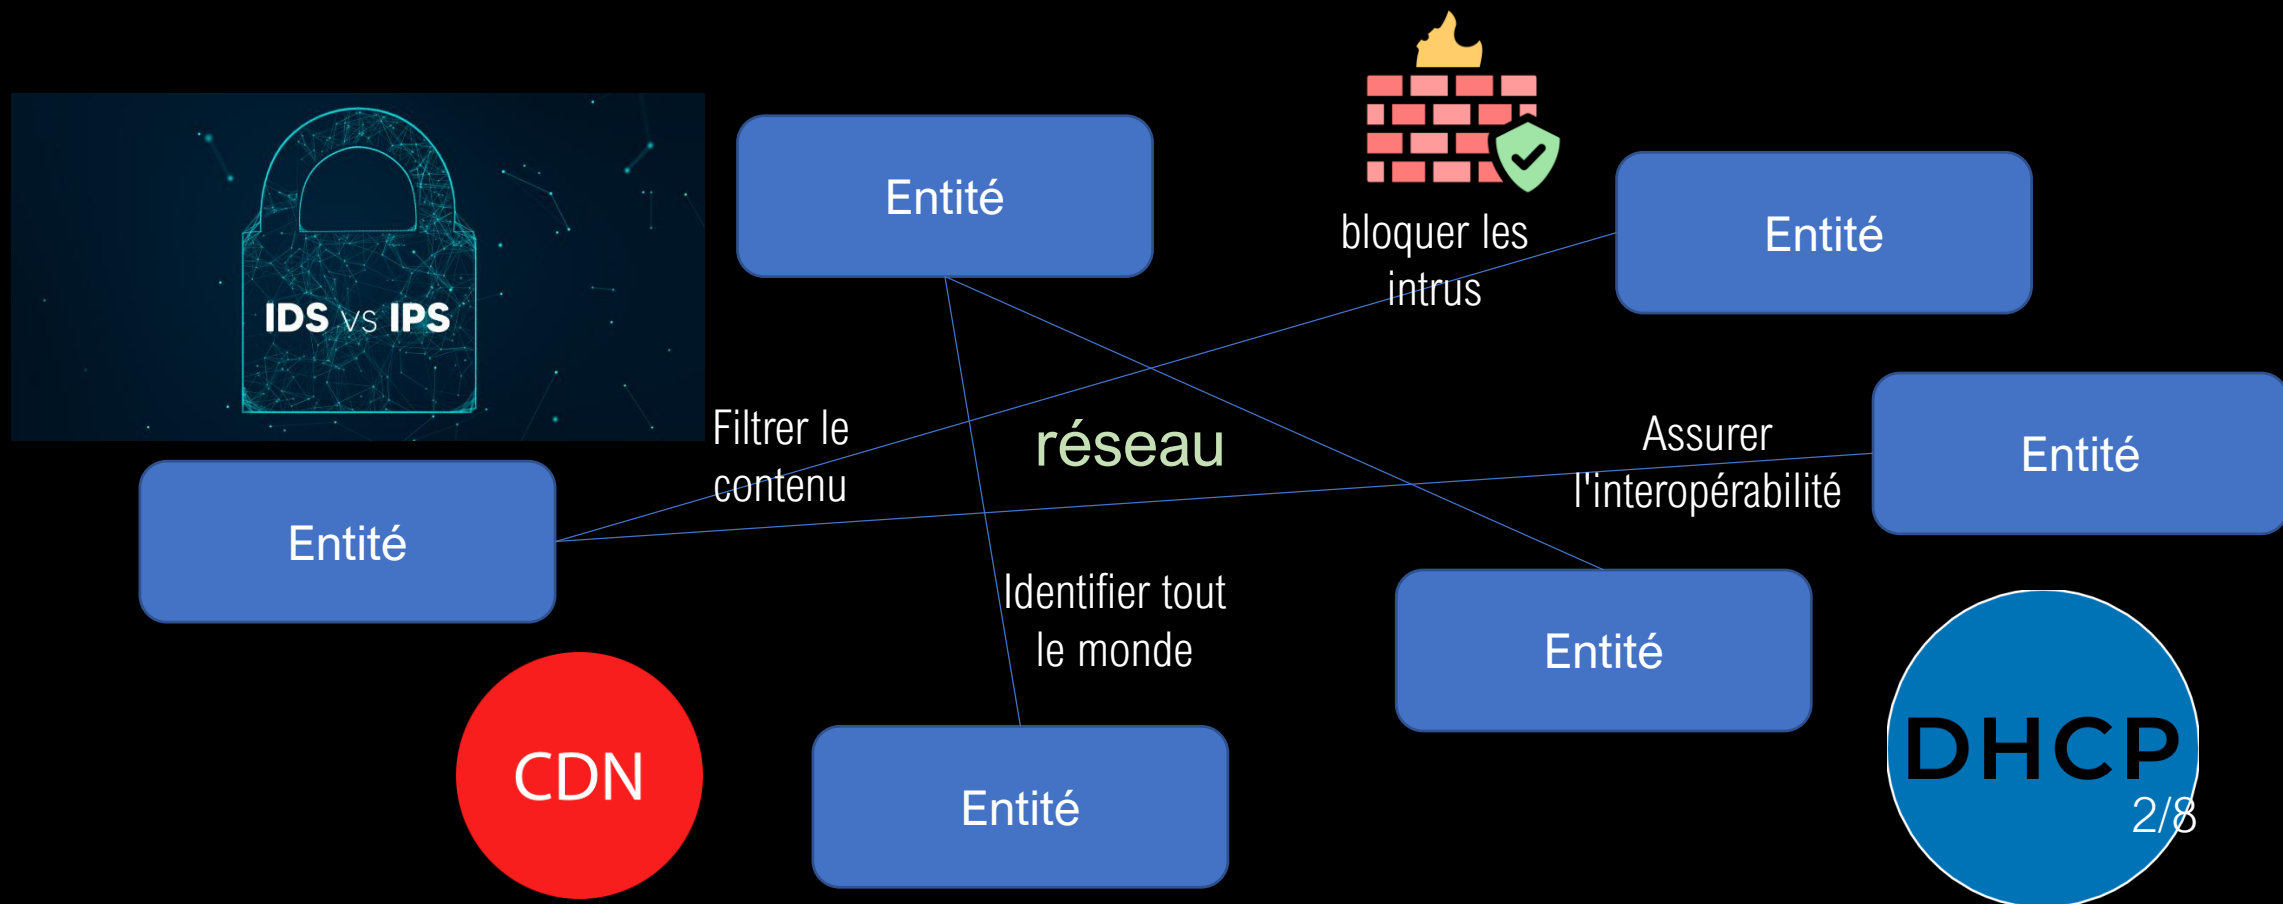 Entité
bloquer les
intrus
Entité
IDS vs IPS
Filtrer le
contenu
réseau
Assurer
l'interopérabilité
Entité
Entité
Identifier tout
le monde
Entité
CDN
Entité
DHCP
2/8